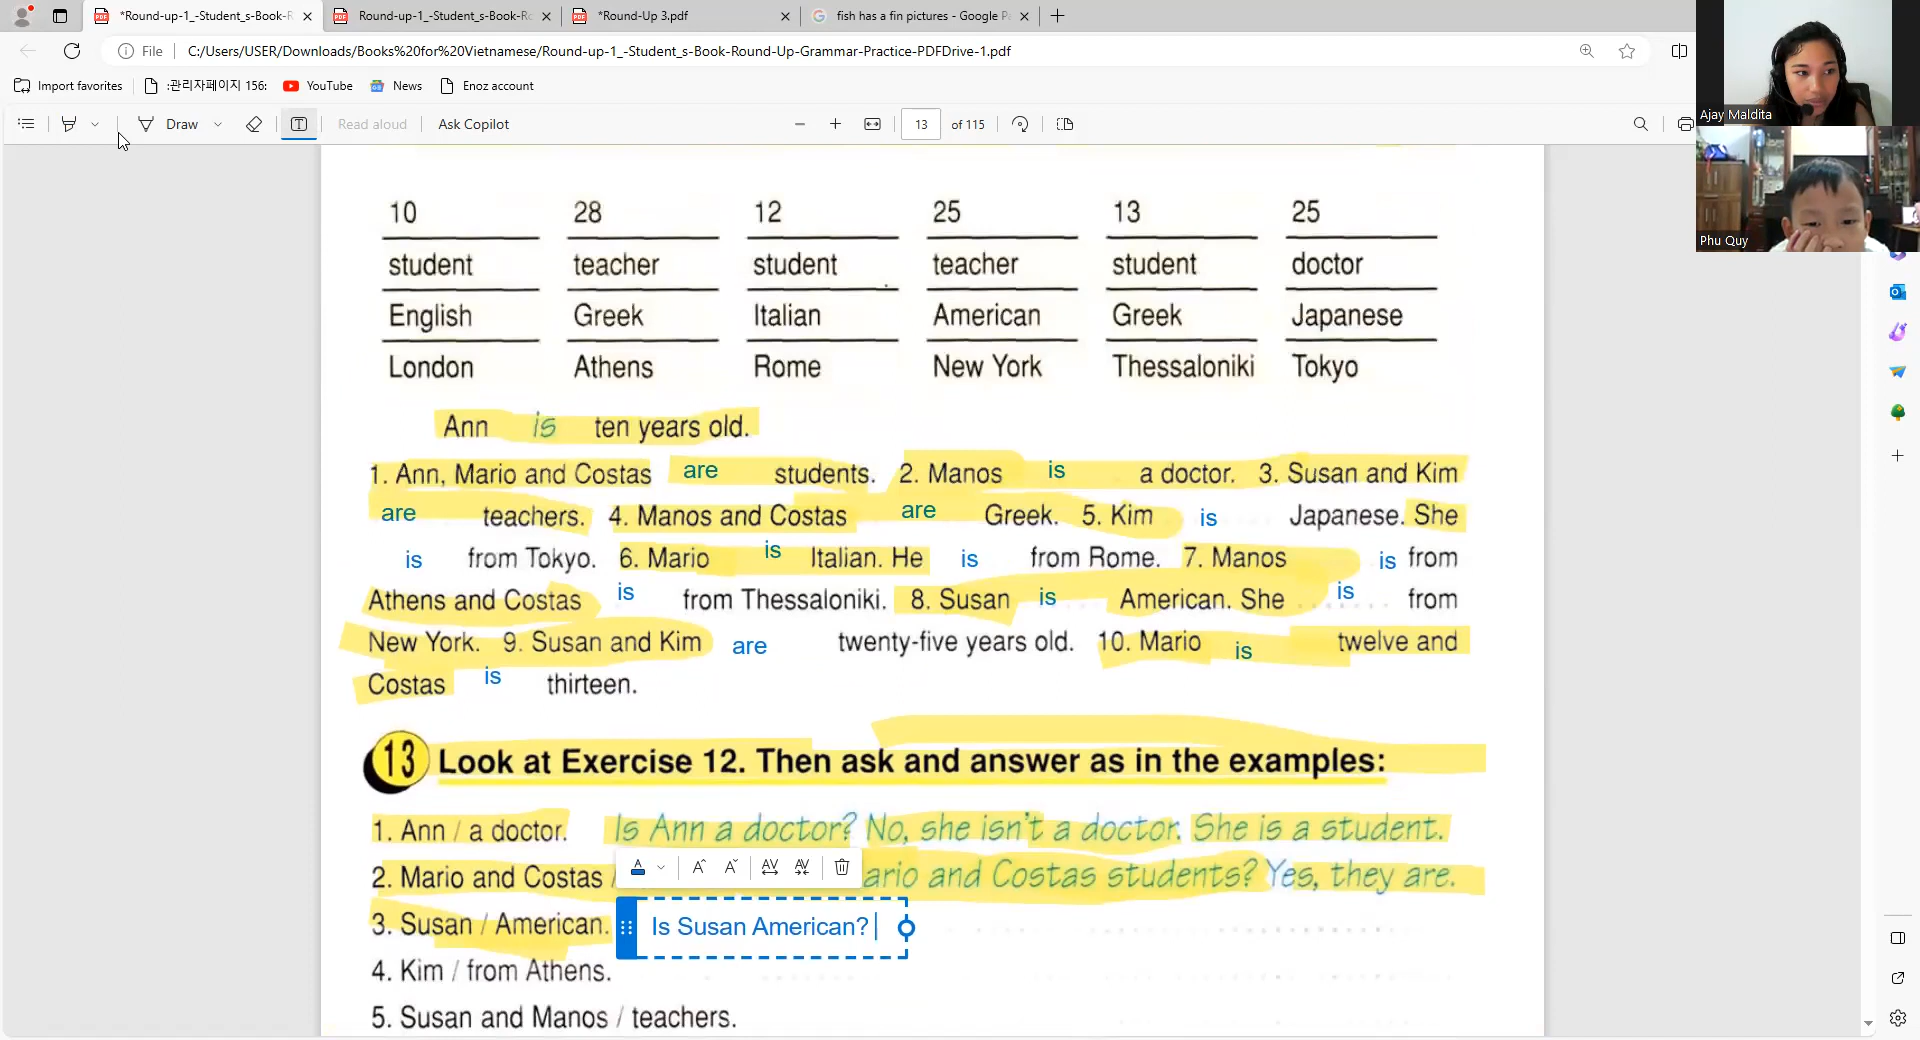 *Round-up-1_-Student_s-Book-R
Round-up-1_-Student_s-Book-Ro
*Round-Up 3.pdf
fish has a fin pictures - Google P
File
C:/Users/USER/Downloads/Books%20for%20Vietnamese/Round-up-1_-Student_s-Book-Round-Up-Grammar-Practice-PDFDrive-1.pdf
Import favorites
:관리자페이지 156:
YouTube
News
Enoz account
Draw
Read aloud
Ask Copilot
13 of 115
Ajay Maldita
Phu Quy
10 28 12 25 13 25
student teacher student teacher student doctor
English Greek Italian American Greek Japanese
London Athens Rome New York Thessaloniki Tokyo
Ann is ten years old.
1. Ann, Mario and Costas are students. 2. Manos is a doctor. 3. Susan and Kim
are teachers. 4. Manos and Costas are Greek. 5. Kim is Japanese. She
is from Tokyo. 6. Mario is Italian. He is from Rome. 7. Manos is from
Athens and Costas is from Thessaloniki. 8. Susan is American. She is from
New York. 9. Susan and Kim are twenty-five years old. 10. Mario is twelve and
Costas is thirteen.
13 Look at Exercise 12. Then ask and answer as in the examples:
1. Ann / a doctor. Is Ann a doctor? No, she isn't a doctor. She is a student.
2. Mario and Costas / ario and Costas students? Yes, they are.
3. Susan / American. Is Susan American?
4. Kim / from Athens.
5. Susan and Manos / teachers.